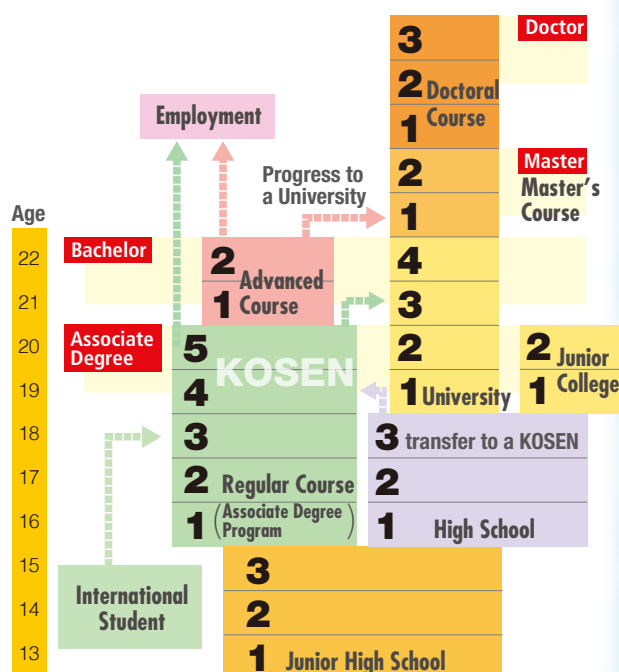 3
Doctor
2 Doctoral
1 Course
Employment
2
Master
Master's
Course
Progress to
a University
1
Age
22
Bachelor
2
Advanced
4
21
1 Course
3
20
Associate
Degree
5
KOSEN
2
2 Junior
19
4
1 University
1 College
18
3
3 transfer to a KOSEN
17
2 Regular Course
2
16
1 (Associate Degree
Program)
1 High School
15
3
14
International
Student
2
13
1 Junior High School